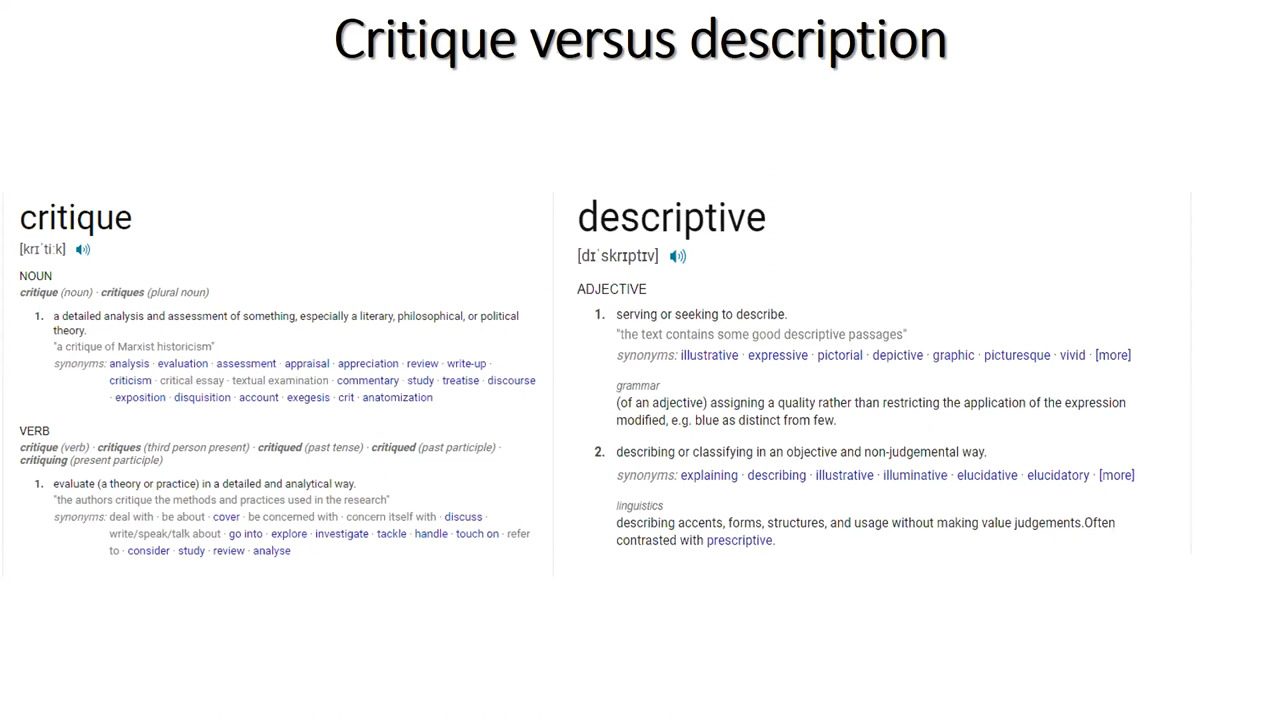 Critique versus description
critique
[krɪˈtiːk]
NOUN
critique (noun) · critiques (plural noun)
1. a detailed analysis and assessment of something, especially a literary, philosophical, or political
theory.
"a critique of Marxist historicism"
synonyms: analysis · evaluation · assessment · appraisal · appreciation · review · write-up ·
criticism · critical essay · textual examination · commentary · study · treatise · discourse
· exposition · disquisition · account · exegesis · crit · anatomization
VERB
critique (verb) · critiques (third person present) · critiqued (past tense) · critiqued (past participle) ·
critiquing (present participle)
1. evaluate (a theory or practice) in a detailed and analytical way.
"the authors critique the methods and practices used in the research"
synonyms: deal with · be about · cover · be concerned with · concern itself with · discuss ·
write/speak/talk about · go into · explore · investigate · tackle · handle · touch on · refer
to · consider · study · review · analyse
descriptive
[dɪˈskrɪptɪv]
ADJECTIVE
1. serving or seeking to describe.
"the text contains some good descriptive passages"
synonyms: illustrative · expressive · pictorial · depictive · graphic · picturesque · vivid · [more]
grammar
(of an adjective) assigning a quality rather than restricting the application of the expression
modified, e.g. blue as distinct from few.
2. describing or classifying in an objective and non-judgemental way.
synonyms: explaining · describing · illustrative · illuminative · elucidative · elucidatory · [more]
linguistics
describing accents, forms, structures, and usage without making value judgements.Often
contrasted with prescriptive.